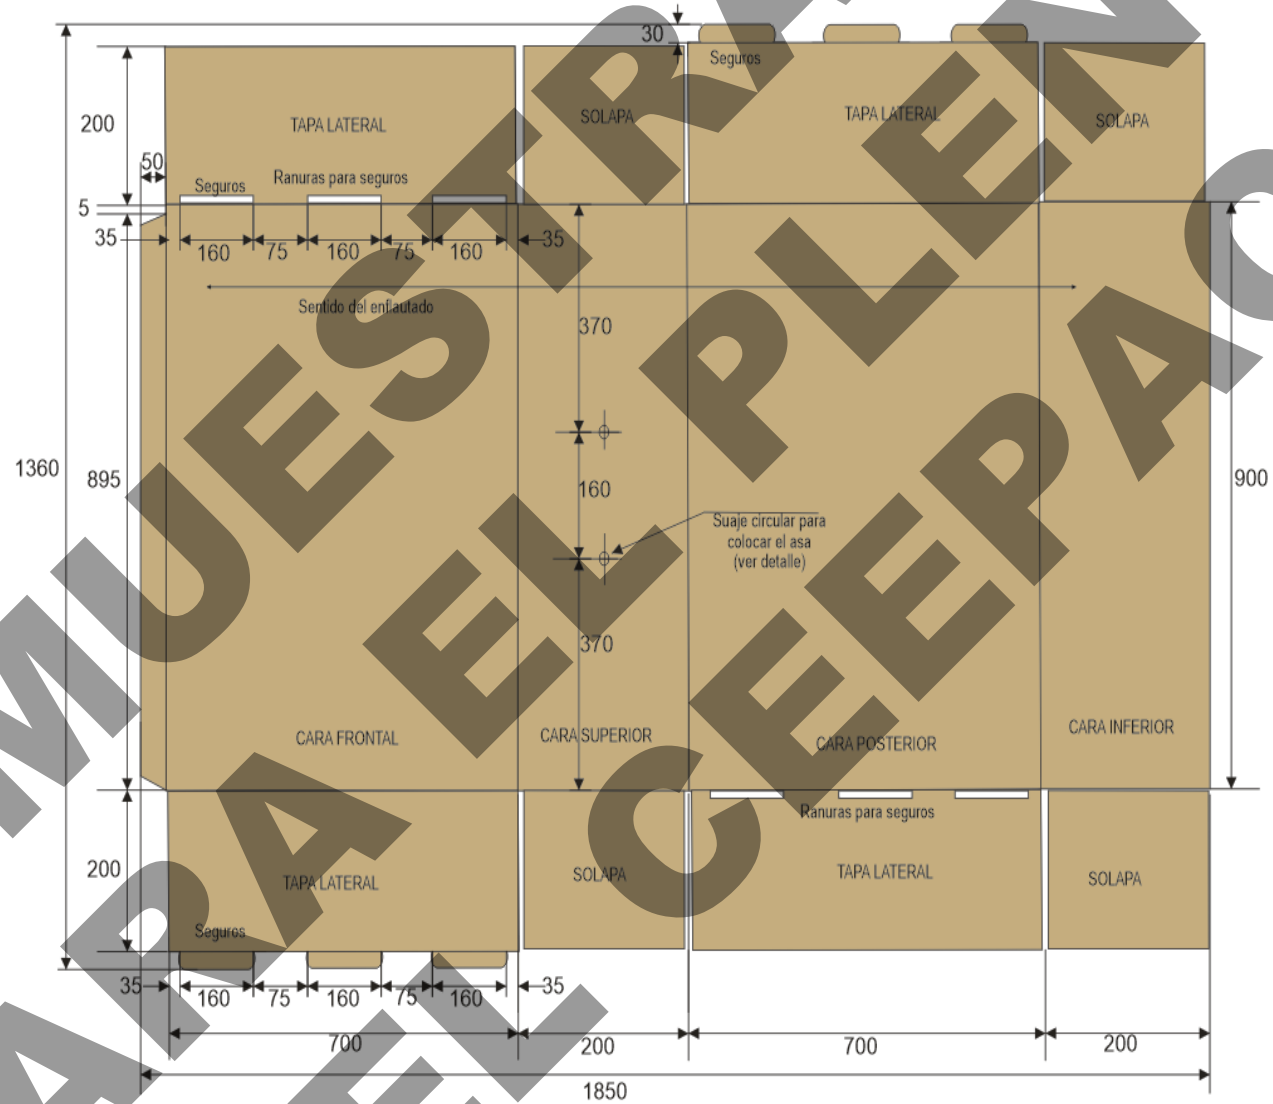 30
Seguros
200
TAPA LATERAL
SOLAPA
TAPA LATERAL
SOLAPA
50
Seguros
Ranuras para seguros
5
35
160
75
160
75
160
35
Sentido del enflautado
370
1360
895
160
900
Suaje circular para
colocar el asa
(ver detalle)
370
CARA FRONTAL
CARA SUPERIOR
CARA POSTERIOR
CARA INFERIOR
Ranuras para seguros
200
TAPA LATERAL
SOLAPA
TAPA LATERAL
SOLAPA
Seguros
35
160
75
160
75
160
35
700
200
700
200
1850
MUESTRA
PARA EL PLEN
EL CEEPAC